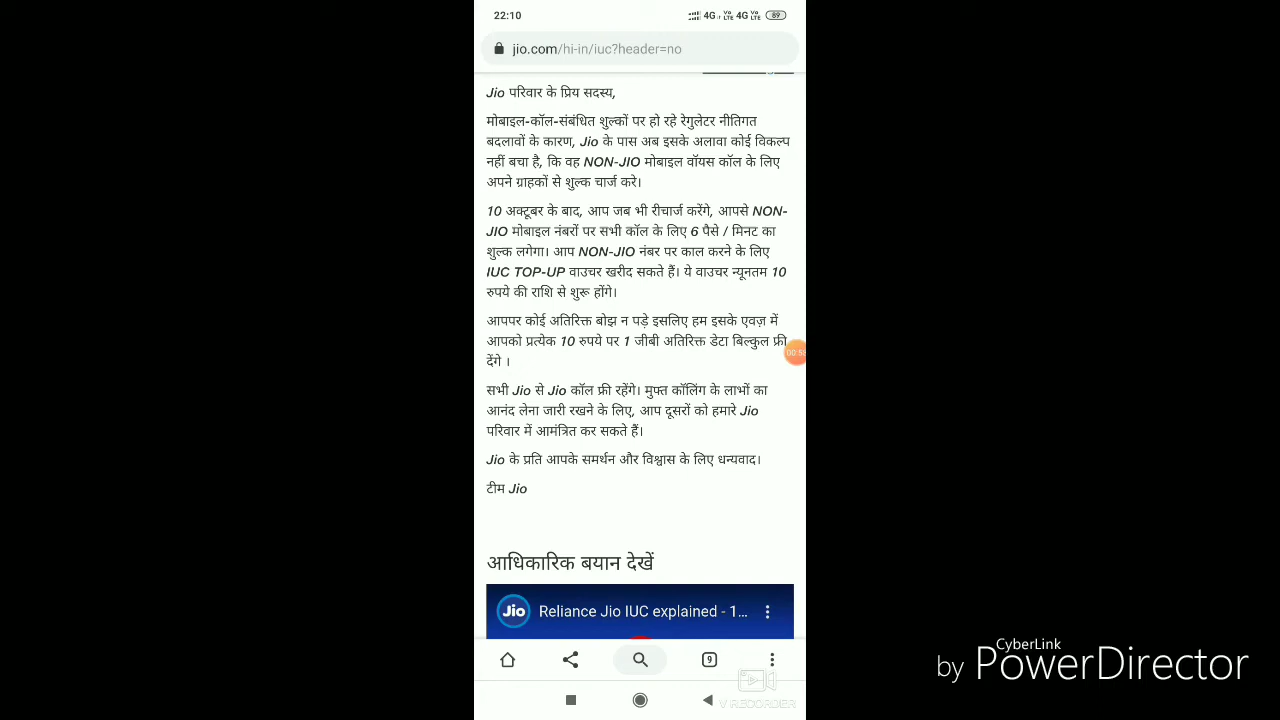 22:10
4G VoLTE 4G VoLTE 89
jio.com/hi-in/iuc?header=no
Jio परिवार के प्रिय सदस्य,
मोबाइल-कॉल-संबंधित शुल्कों पर हो रहे रेगुलेटर नीतिगत
बदलावों के कारण, Jio के पास अब इसके अलावा कोई विकल्प
नहीं बचा है, कि वह NON-JIO मोबाइल वॉयस कॉल के लिए
अपने ग्राहकों से शुल्क चार्ज करे।
10 अक्टूबर के बाद, आप जब भी रीचार्ज करेंगे, आपसे NON-
JIO मोबाइल नंबरों पर सभी कॉल के लिए 6 पैसे / मिनट का
शुल्क लगेगा। आप NON-JIO नंबर पर काल करने के लिए
IUC TOP-UP वाउचर खरीद सकते हैं। ये वाउचर न्यूनतम 10
रुपये की राशि से शुरू होंगे।
आपपर कोई अतिरिक्त बोझ न पड़े इसलिए हम इसके एवज़ में
आपको प्रत्येक 10 रुपये पर 1 जीबी अतिरिक्त डेटा बिल्कुल फ्री
देंगे ।
सभी Jio से Jio कॉल फ्री रहेंगे। मुफ्त कॉलिंग के लाभों का
आनंद लेना जारी रखने के लिए, आप दूसरों को हमारे Jio
परिवार में आमंत्रित कर सकते हैं।
Jio के प्रति आपके समर्थन और विश्वास के लिए धन्यवाद।
टीम Jio
आधिकारिक बयान देखें
Jio Reliance Jio IUC explained - 1...
9
CyberLink
by PowerDirector